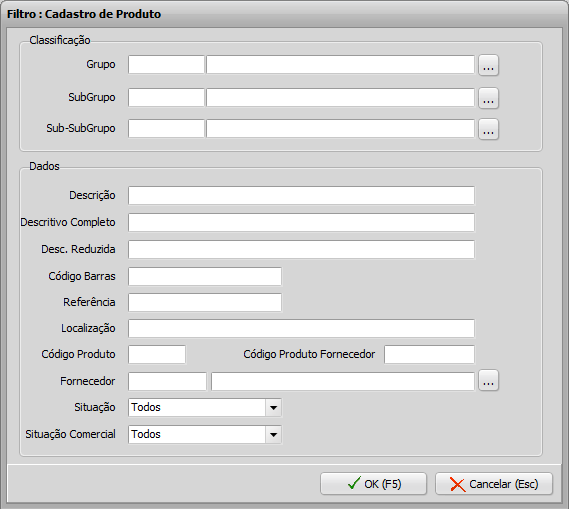 Filtro : Cadastro de Produto
Classificação
Grupo ...
SubGrupo ...
Sub-SubGrupo ...
Dados
Descrição
Descritivo Completo
Desc. Reduzida
Código Barras
Referência
Localização
Código Produto Código Produto Fornecedor
Fornecedor ...
Situação Todos
Situação Comercial Todos
OK (F5) Cancelar (Esc)